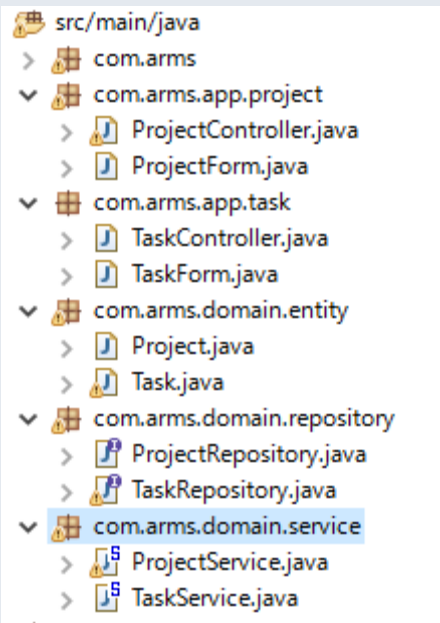 src/main/java
com.arms
com.arms.app.project
ProjectController.java
ProjectForm.java
com.arms.app.task
TaskController.java
TaskForm.java
com.arms.domain.entity
Project.java
Task.java
com.arms.domain.repository
ProjectRepository.java
TaskRepository.java
com.arms.domain.service
ProjectService.java
TaskService.java